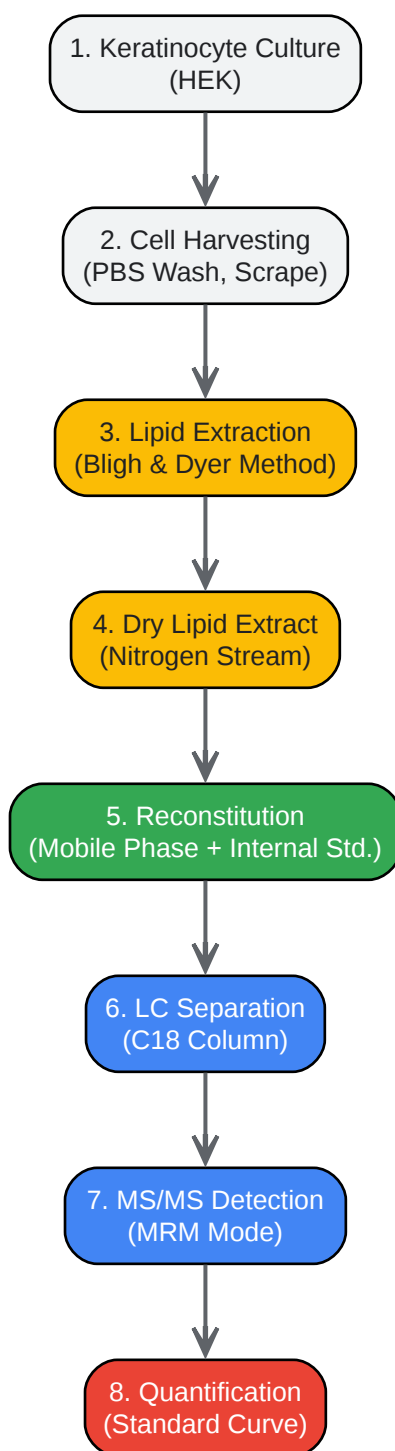 1. Keratinocyte Culture
(HEK)
2. Cell Harvesting
(PBS Wash, Scrape)
3. Lipid Extraction
(Bligh & Dyer Method)
4. Dry Lipid Extract
(Nitrogen Stream)
5. Reconstitution
(Mobile Phase + Internal Std.)
6. LC Separation
(C18 Column)
7. MS/MS Detection
(MRM Mode)
8. Quantification
(Standard Curve)